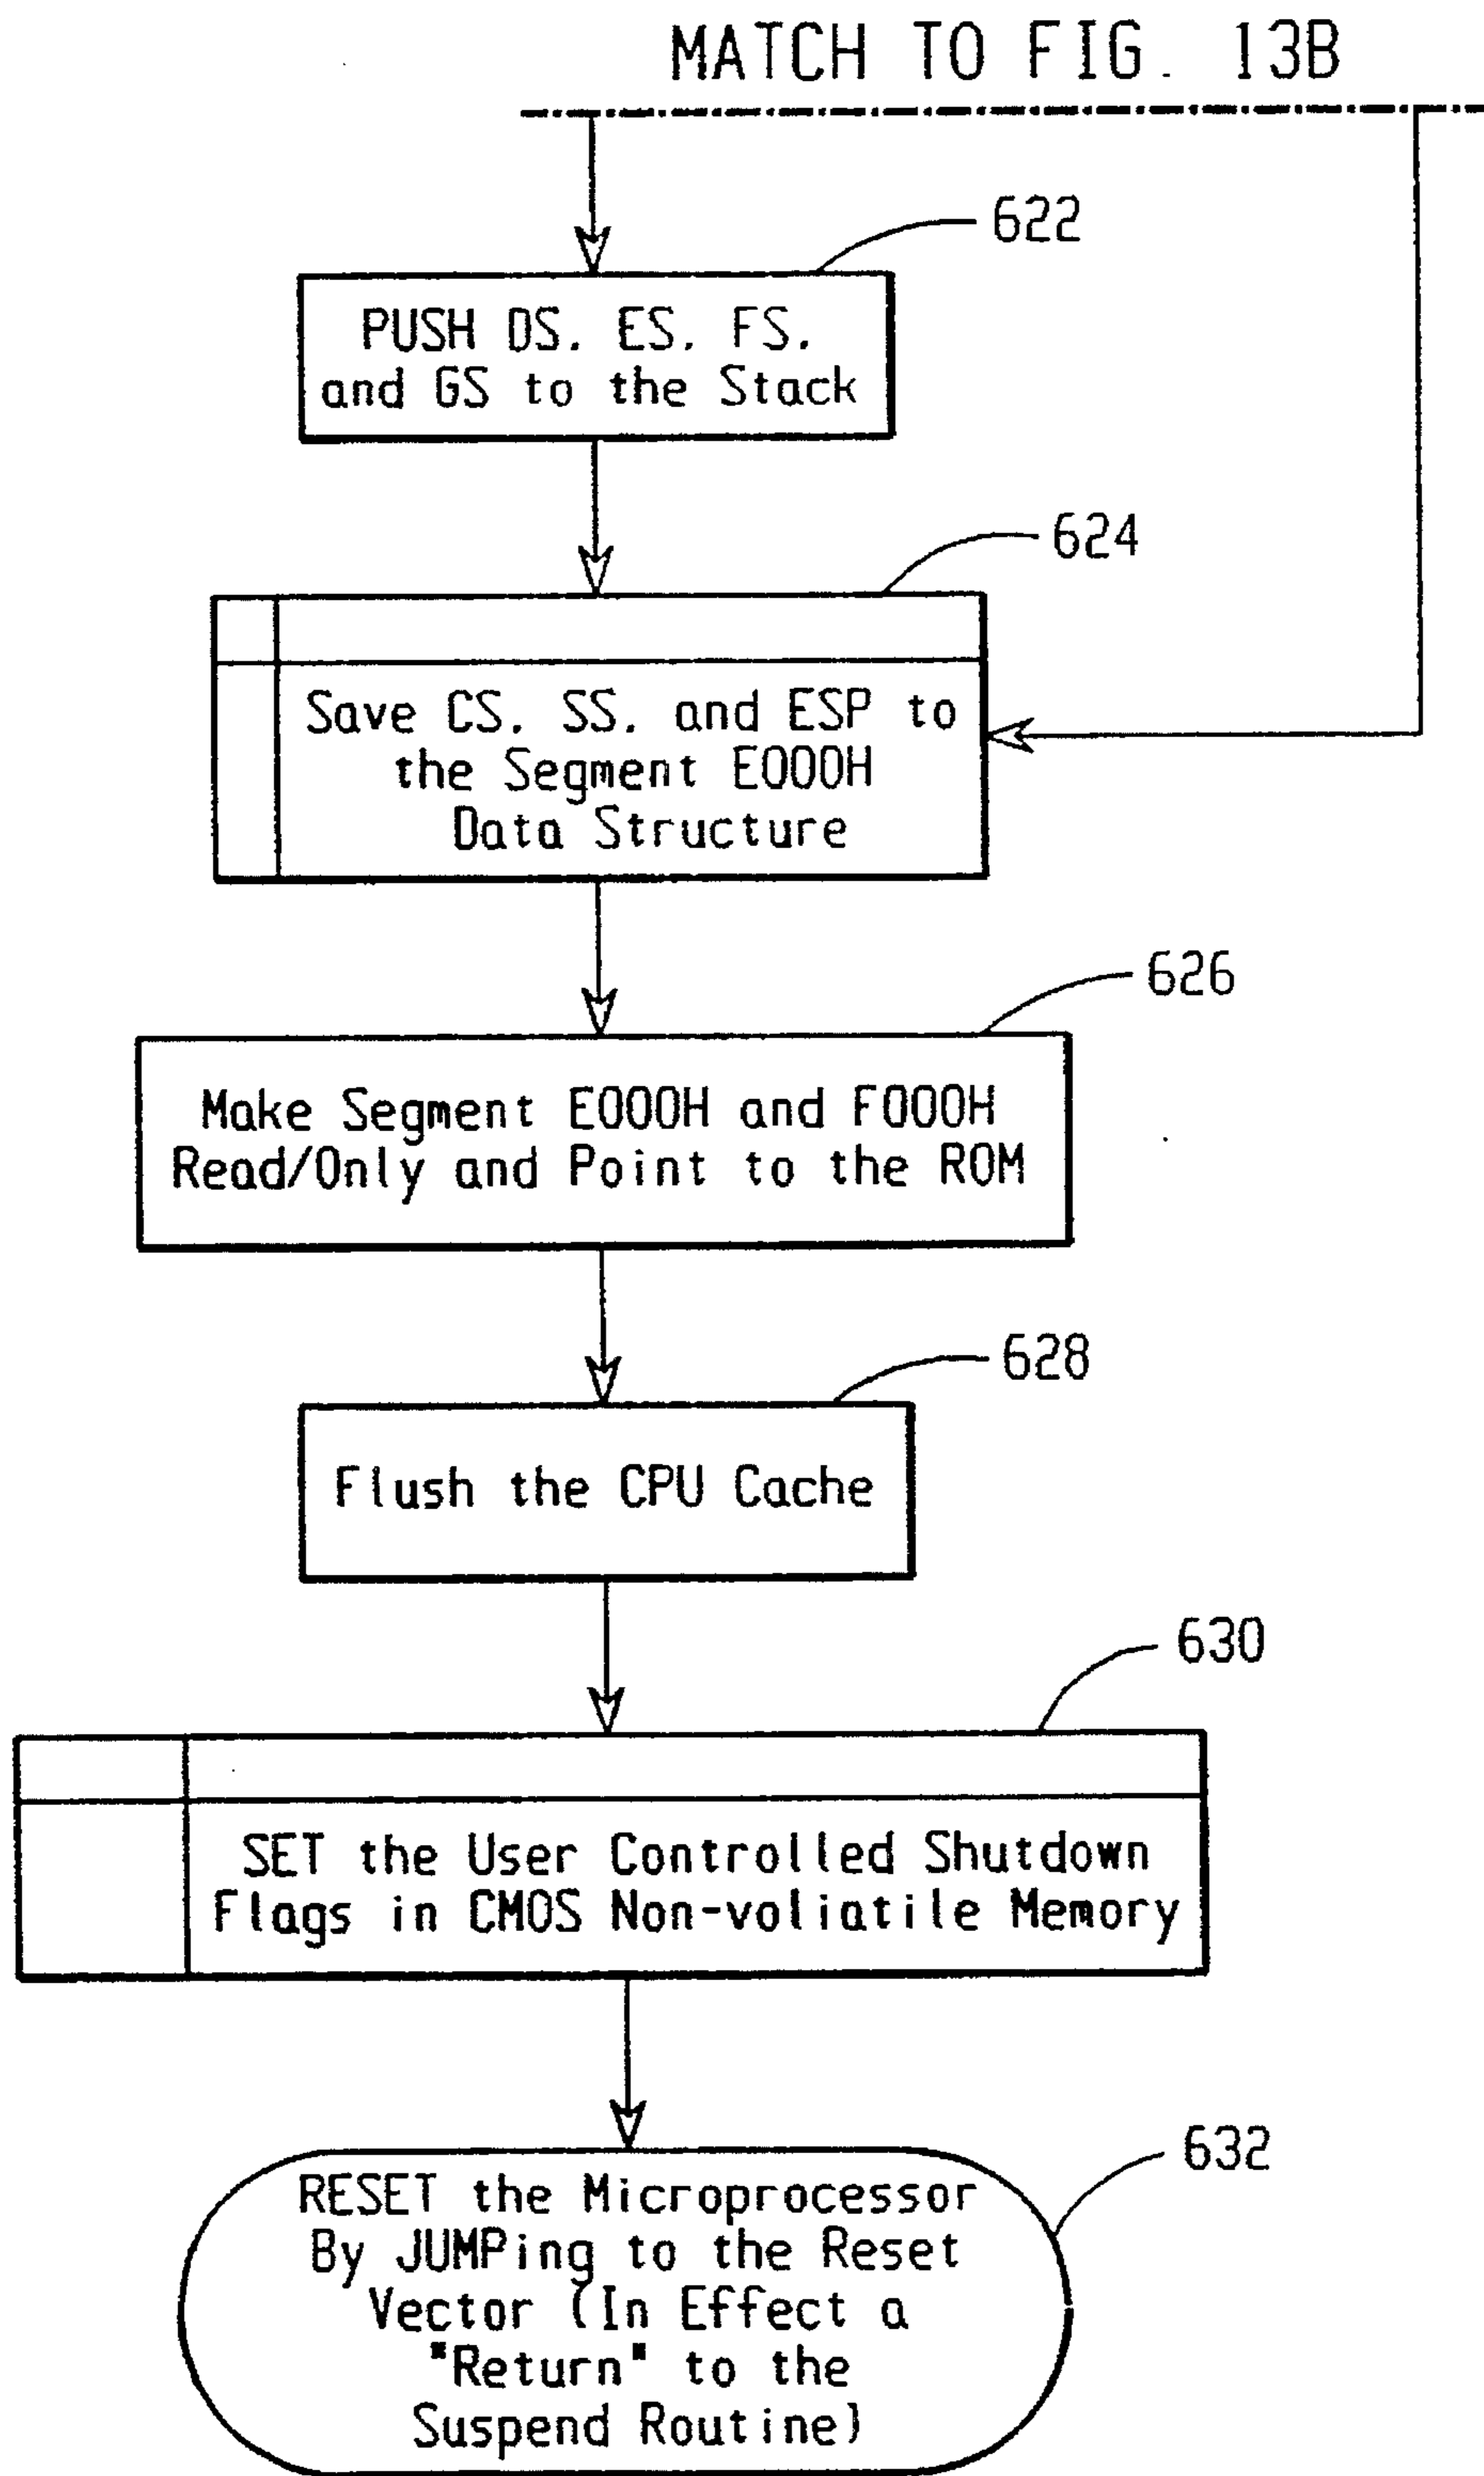 MATCH TO FIG. 13B
622
PUSH DS, ES, FS,
and GS to the Stack
624
Save CS, SS, and ESP to
the Segment E000H
Data Structure
626
Make Segment E000H and F000H
Read/Only and Point to the ROM
628
Flush the CPU Cache
630
SET the User Controlled Shutdown
Flags in CMOS Non-voliatile Memory
632
RESET the Microprocessor
By JUMPing to the Reset
Vector (In Effect a
"Return" to the
Suspend Routine)